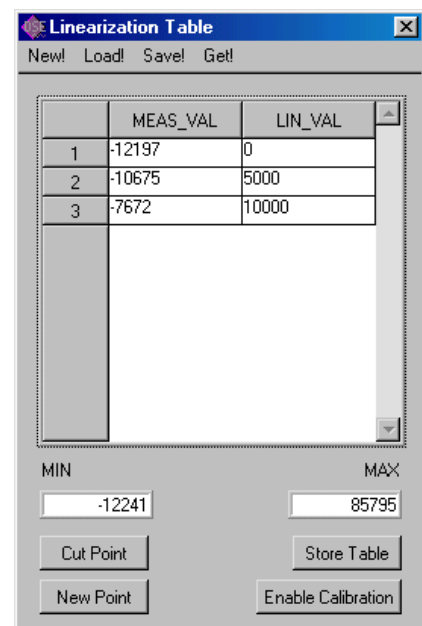 DSE Linearization Table
New! Load! Save! Get!
MEAS_VAL LIN_VAL
1 -12197 0
2 -10675 5000
3 -7672 10000
MIN MAX
-12241 85795
Cut Point Store Table
New Point Enable Calibration